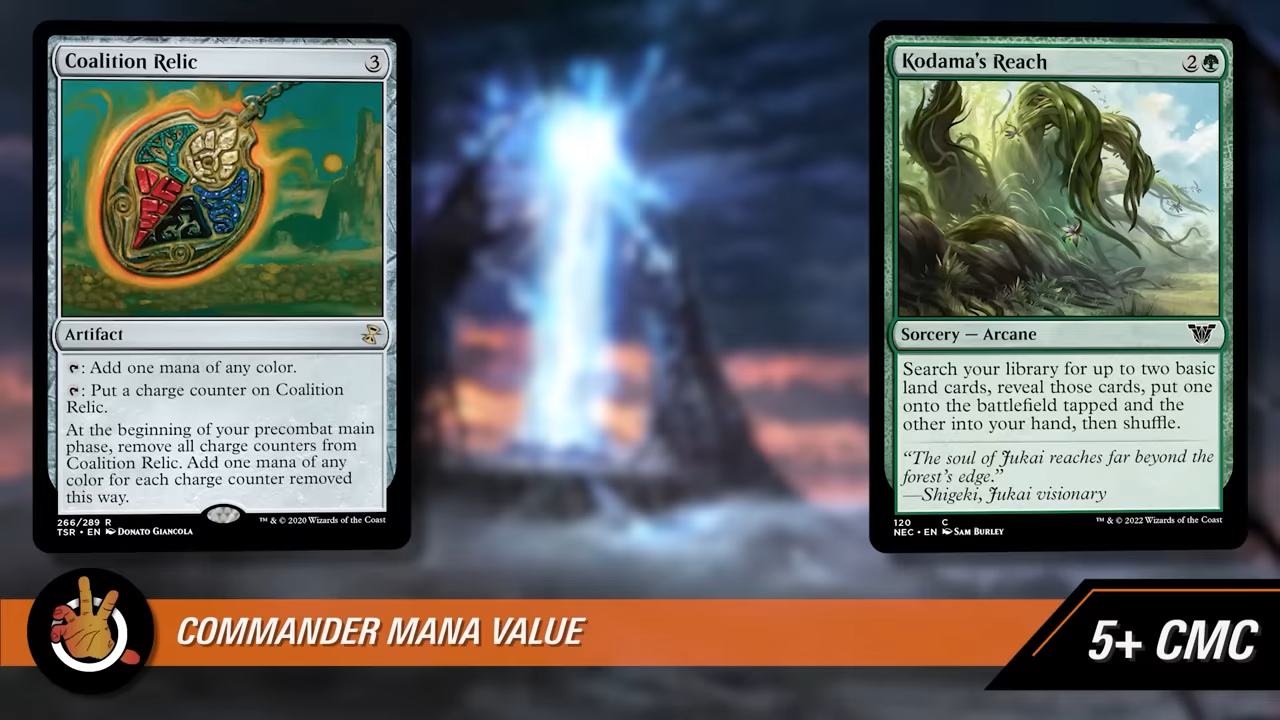 Coalition Relic 3
Artifact
: Add one mana of any color.
: Put a charge counter on Coalition
Relic.
At the beginning of your precombat main
phase, remove all charge counters from
Coalition Relic. Add one mana of any
color for each charge counter removed
this way.
266/289 R
TSR • EN Donato Giancola
™ & © 2020 Wizards of the Coast
Kodama's Reach 2
Sorcery — Arcane
Search your library for up to two basic
land cards, reveal those cards, put one
onto the battlefield tapped and the
other into your hand, then shuffle.
“The soul of Jukai reaches far beyond the
forest's edge.”
—Shigeki, Jukai visionary
120 C
NEC • EN Sam Burley
™ & © 2022 Wizards of the Coast
COMMANDER MANA VALUE
5+ CMC